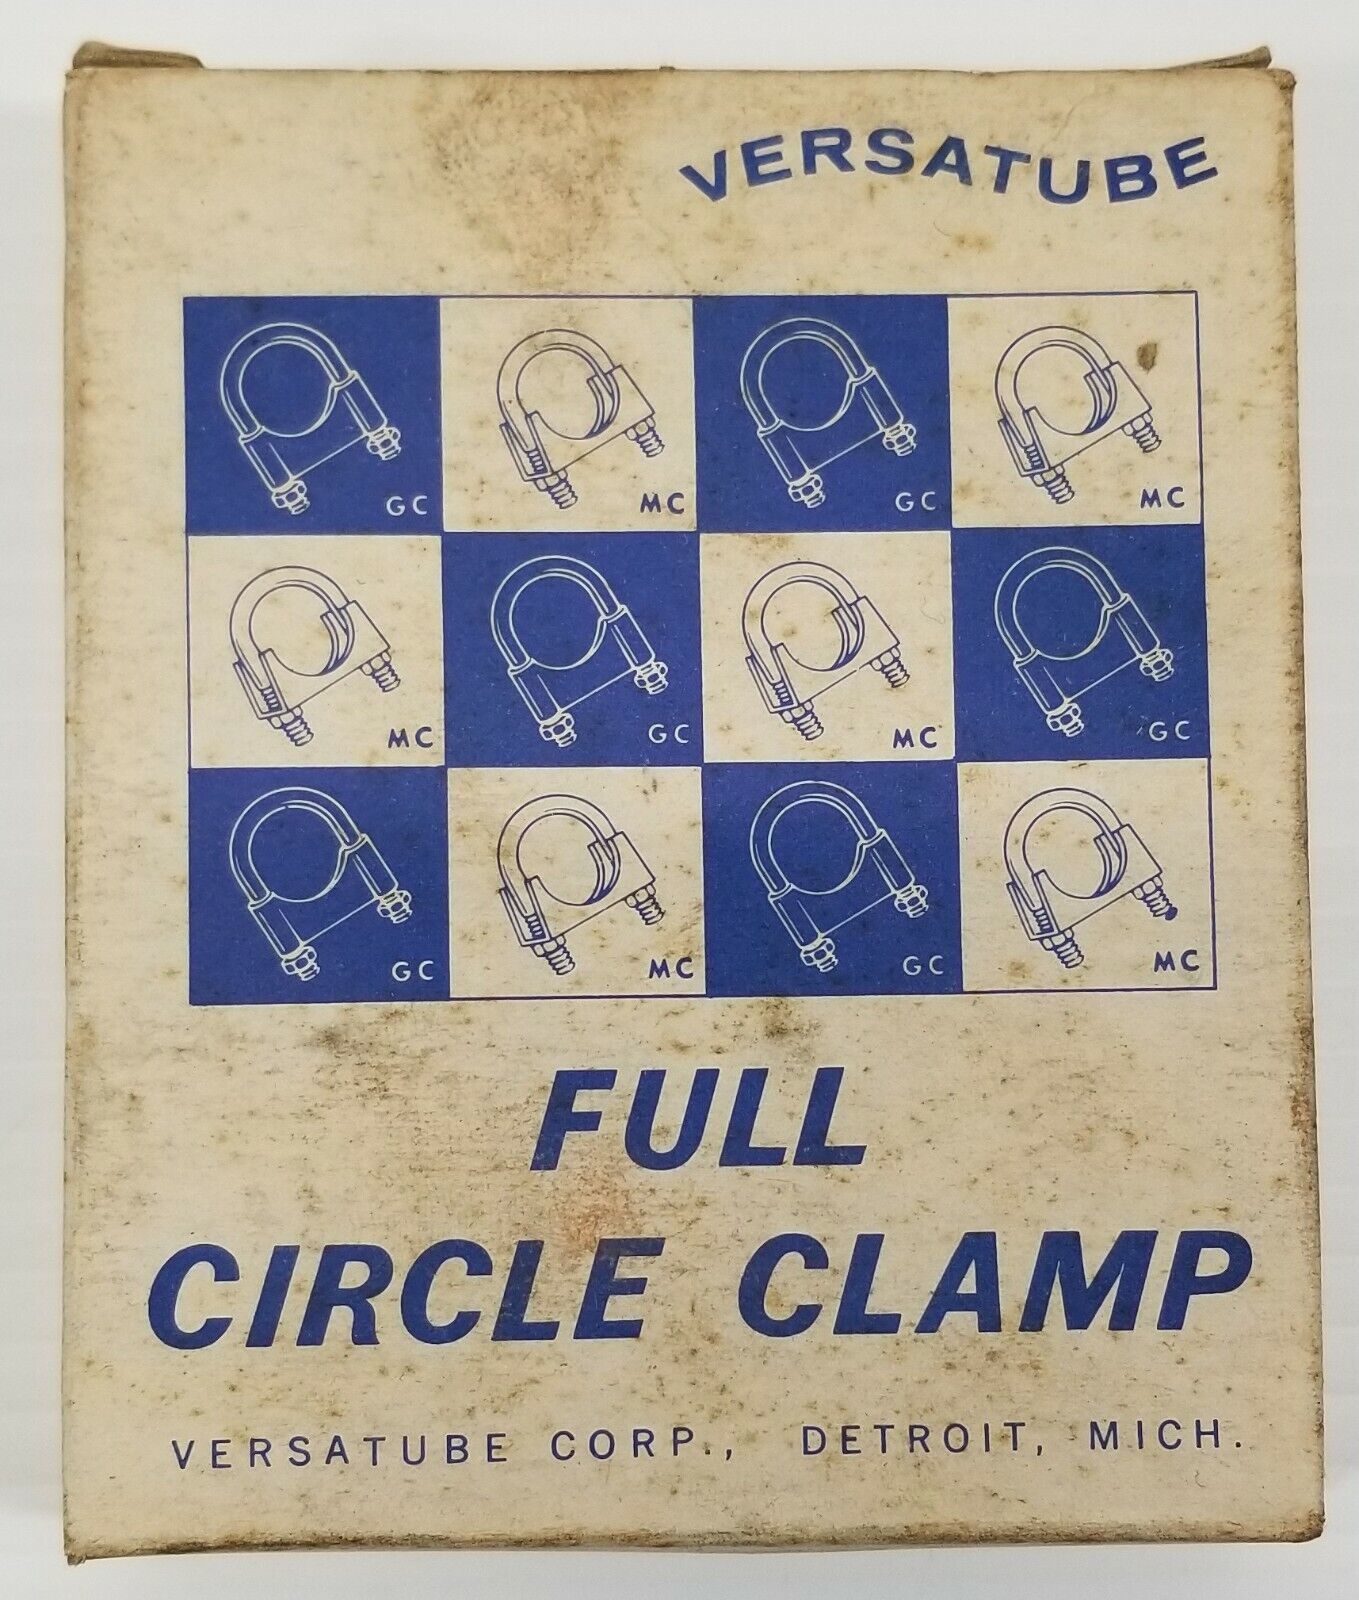 VERSATUBE
GC MC GC MC
MC GC MC GC
GC MC GC MC
FULL
CIRCLE CLAMP
VERSATUBE CORP., DETROIT, MICH.